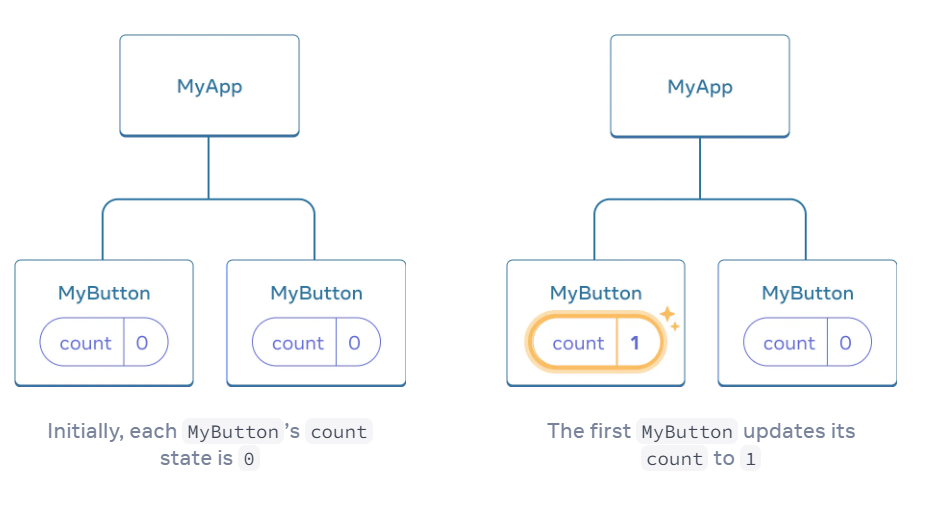 MyApp
MyButton
count 0
MyButton
count 0
Initially, each MyButton’s count
state is 0
MyApp
MyButton
count 1
MyButton
count 0
The first MyButton updates its
count to 1